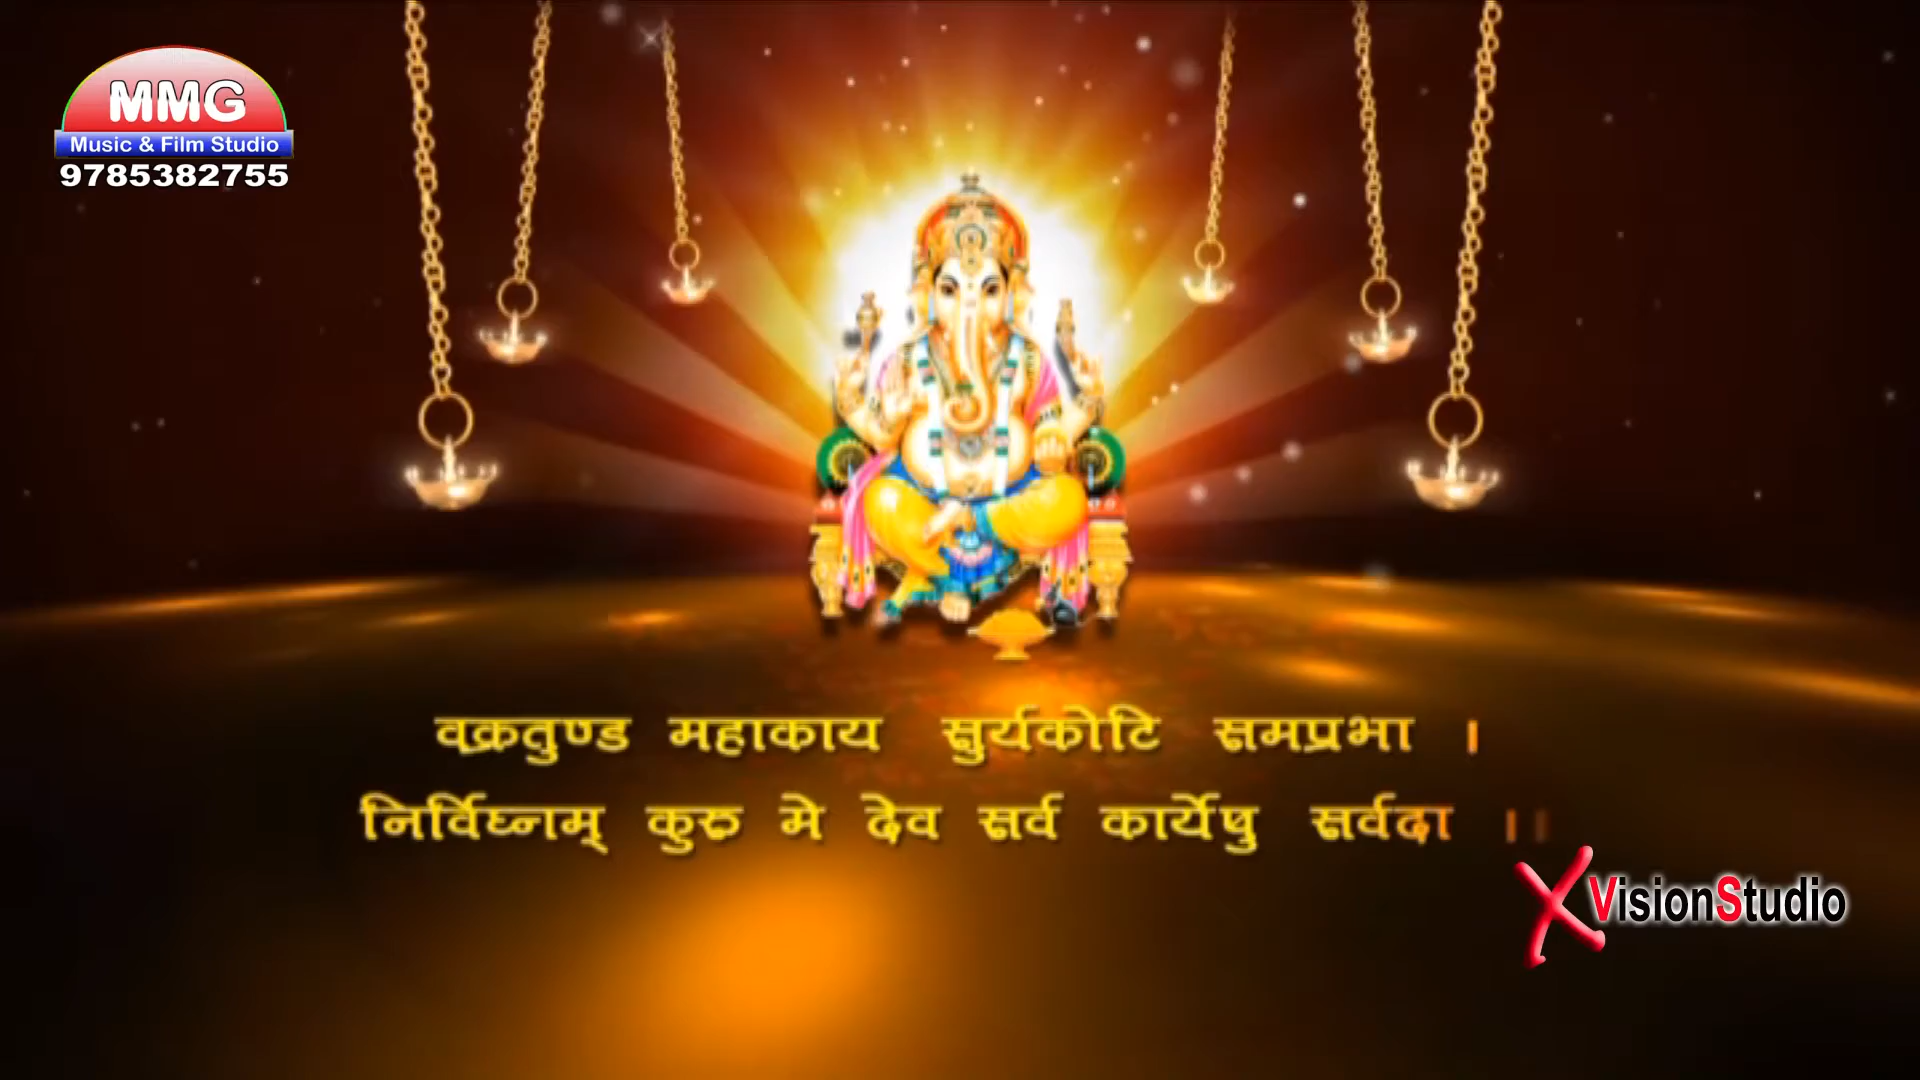 MMG
Music & Film Studio
9785382755
वक्रतुण्ड महाकाय सुर्यकोटि समप्रभा ।
निर्विघ्नम् कुरु मे देव सर्व कार्येषु सर्वदा ।।
X VisionStudio